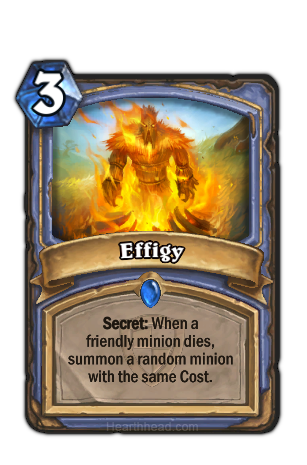 3
Effigy
Secret: When a
friendly minion dies,
summon a random minion
with the same Cost.
Hearthhead.com